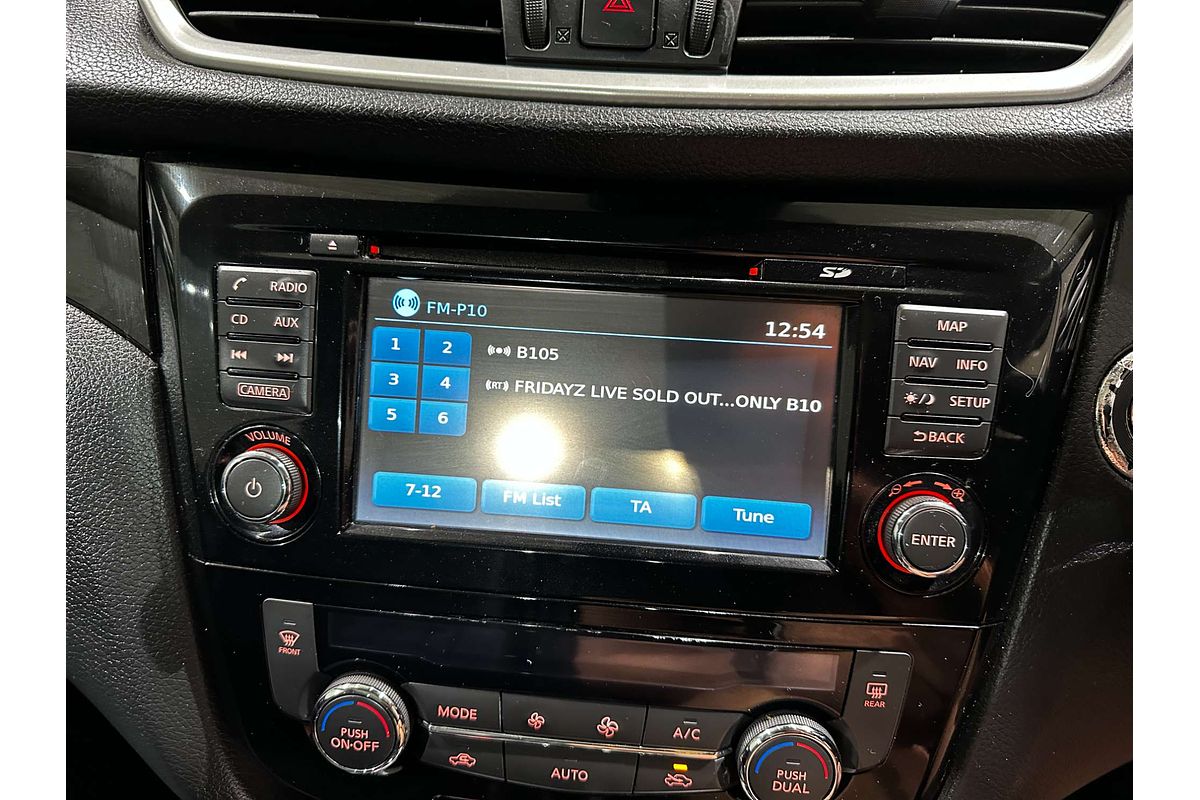 SD
RADIO
CD AUX
CAMERA
VOLUME
FM-P10
12:54
1 2
3 4
5 6
B105
RT FRIDAYZ LIVE SOLD OUT...ONLY B10
7-12 FM List TA Tune
MAP
NAV INFO
SETUP
BACK
ENTER
FRONT
PUSH
ON·OFF
MODE
A/C
AUTO
REAR
PUSH
DUAL